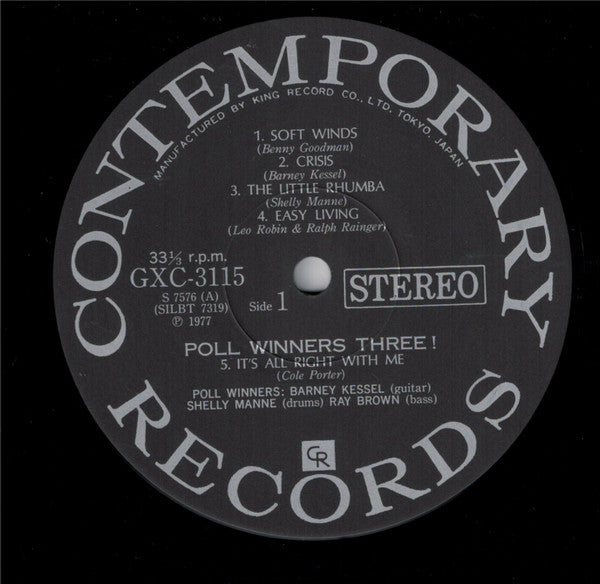 CONTEMPORARY
MANUFACTURED BY KING RECORD CO., LTD. TOKYO, JAPAN
1. SOFT WINDS
(Benny Goodman)
2. CRISIS
(Barney Kessel)
3. THE LITTLE RHUMBA
(Shelly Manne)
4. EASY LIVING
(Leo Robin & Ralph Rainger)
33⅓ r.p.m.
GXC-3115
S 7576 (A)
(SILBT 7319)
℗ 1977
Side 1
STEREO
POLL WINNERS THREE!
5. IT'S ALL RIGHT WITH ME
(Cole Porter)
POLL WINNERS: BARNEY KESSEL (guitar)
SHELLY MANNE (drums) RAY BROWN (bass)
CR
RECORDS